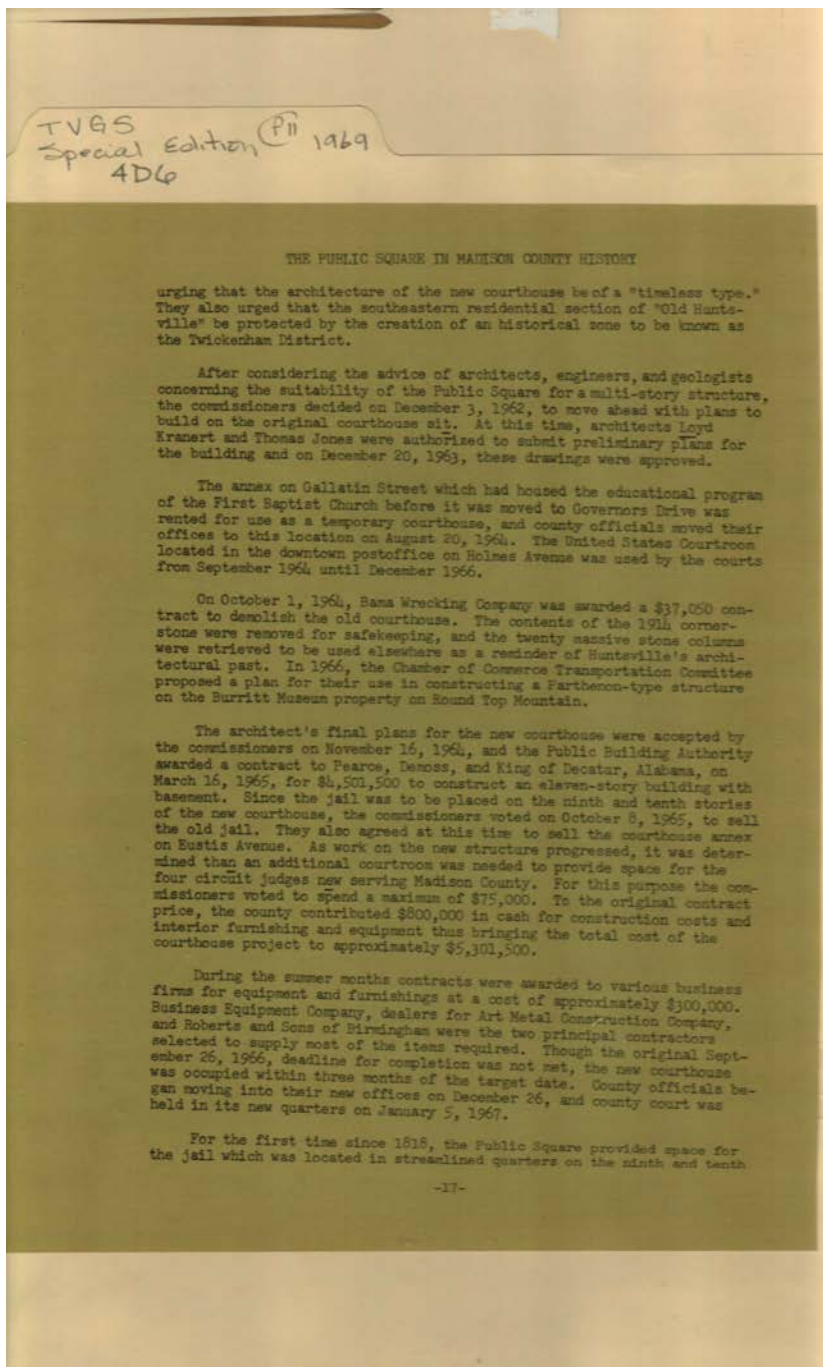 TVGS
Special Edition P11 1969
4D6
THE PUBLIC SQUARE IN MADISON COUNTY HISTORY
urging that the architecture of the new courthouse be of a "timeless type."
They also urged that the southeastern residential section of "Old Hunts-
ville" be protected by the creation of an historical zone to be known as
the Twickenham District.
After considering the advice of architects, engineers, and geologists
concerning the suitability of the Public Square for a multi-story structure,
the commissioners decided on December 3, 1962, to move ahead with plans to
build on the original courthouse sit. At this time, architects Loyd
Kranert and Thomas Jones were authorized to submit preliminary plans for
the building and on December 20, 1963, these drawings were approved.
The annex on Gallatin Street which had housed the educational program
of the First Baptist Church before it was moved to Governors Drive was
rented for use as a temporary courthouse, and county officials moved their
offices to this location on August 20, 1964. The United States Courtroom
located in the downtown postoffice on Holmes Avenue was used by the courts
from September 1964 until December 1966.
On October 1, 1964, Bama Wrecking Company was awarded a $37,050 con-
tract to demolish the old courthouse. The contents of the 1914 corner-
stone were removed for safekeeping, and the twenty massive stone columns
were retrieved to be used elsewhere as a reminder of Huntsville's archi-
tectural past. In 1966, the Chamber of Commerce Transportation Committee
proposed a plan for their use in constructing a Parthenon-type structure
on the Burritt Museum property on Round Top Mountain.
The architect's final plans for the new courthouse were accepted by
the commissioners on November 16, 1964, and the Public Building Authority
awarded a contract to Pearce, Demoss, and King of Decatur, Alabama, on
March 16, 1965, for $4,501,500 to construct an eleven-story building with
basement. Since the jail was to be placed on the ninth and tenth stories
of the new courthouse, the commissioners voted on October 8, 1965, to sell
the old jail. They also agreed at this time to sell the courthouse annex
on Eustis Avenue. As work on the new structure progressed, it was deter-
mined than an additional courtroom was needed to provide space for the
four circuit judges new serving Madison County. For this purpose the com-
missioners voted to spend a maximum of $75,000. To the original contract
price, the county contributed $800,000 in cash for construction costs and
interior furnishing and equipment thus bringing the total cost of the
courthouse project to approximately $5,301,500.
During the summer months contracts were awarded to various business
firms for equipment and furnishings at a cost of approximately $300,000.
Business Equipment Company, dealers for Art Metal Construction Company,
and Roberts and Sons of Birmingham were the two principal contractors
selected to supply most of the items required. Though the original Sept-
ember 26, 1966, deadline for completion was not met, the new courthouse
was occupied within three months of the target date. County officials be-
gan moving into their new offices on December 26, and county court was
held in its new quarters on January 5, 1967.
For the first time since 1818, the Public Square provided space for
the jail which was located in streamlined quarters on the ninth and tenth
-17-